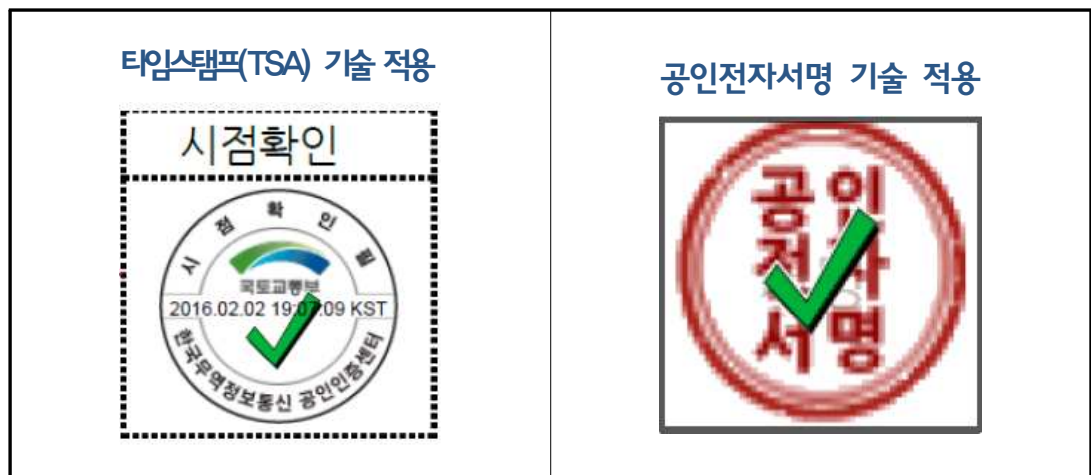 타임스탬프(TSA) 기술 적용
시점확인
시 점 확 인 필
국토교통부
2016.02.02 19:07:09 KST
한국무역정보통신 공인인증센터
공인전자서명 기술 적용
공인
전자
서명